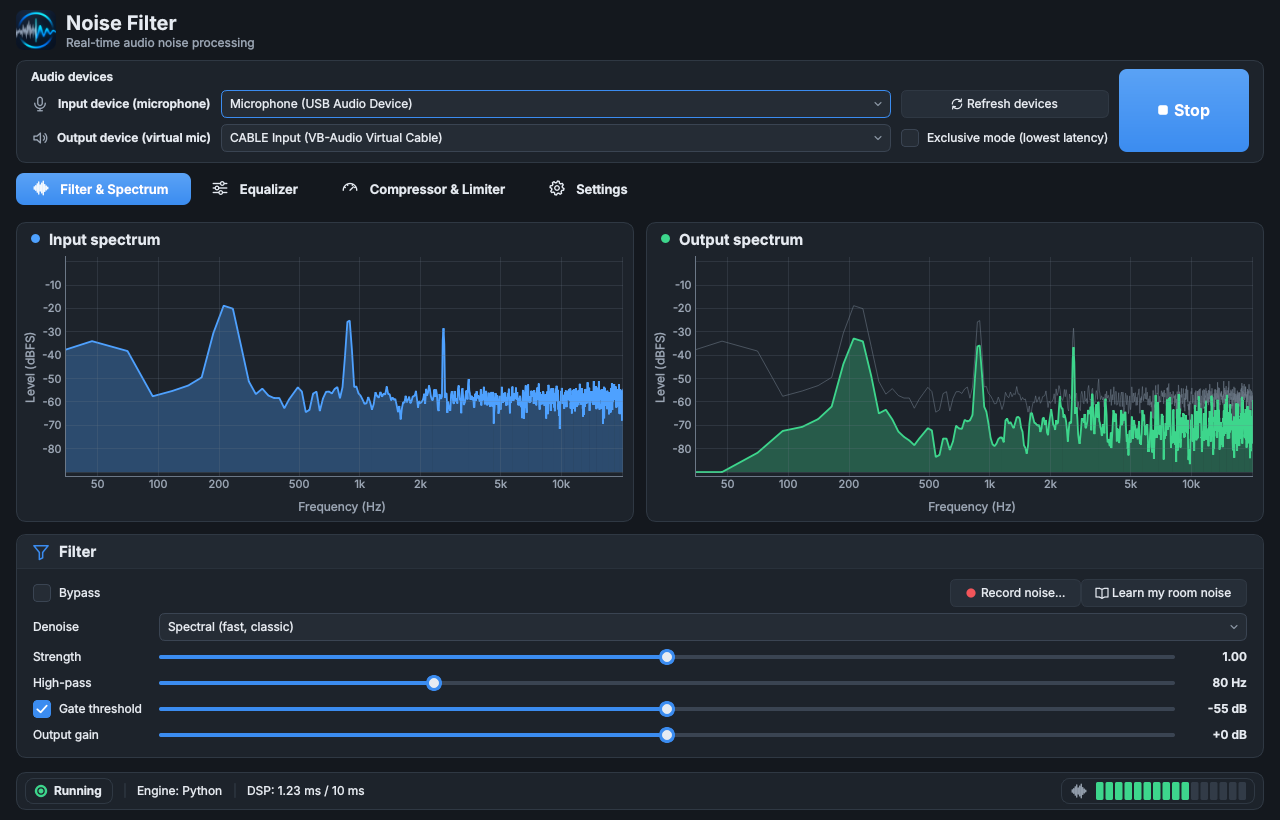 Noise Filter
Real-time audio noise processing
Audio devices
Input device (microphone)
Microphone (USB Audio Device)
Refresh devices
Stop
Output device (virtual mic)
CABLE Input (VB-Audio Virtual Cable)
Exclusive mode (lowest latency)
Filter & Spectrum
Equalizer
Compressor & Limiter
Settings
Input spectrum
Level (dBFS)
-10
-20
-30
-40
-50
-60
-70
-80
50 100 200 500 1k 2k 5k 10k
Frequency (Hz)
Output spectrum
Level (dBFS)
-10
-20
-30
-40
-50
-60
-70
-80
50 100 200 500 1k 2k 5k 10k
Frequency (Hz)
Filter
Bypass
Record noise...
Learn my room noise
Denoise
Spectral (fast, classic)
Strength 1.00
High-pass 80 Hz
Gate threshold -55 dB
Output gain +0 dB
Running
Engine: Python
DSP: 1.23 ms / 10 ms